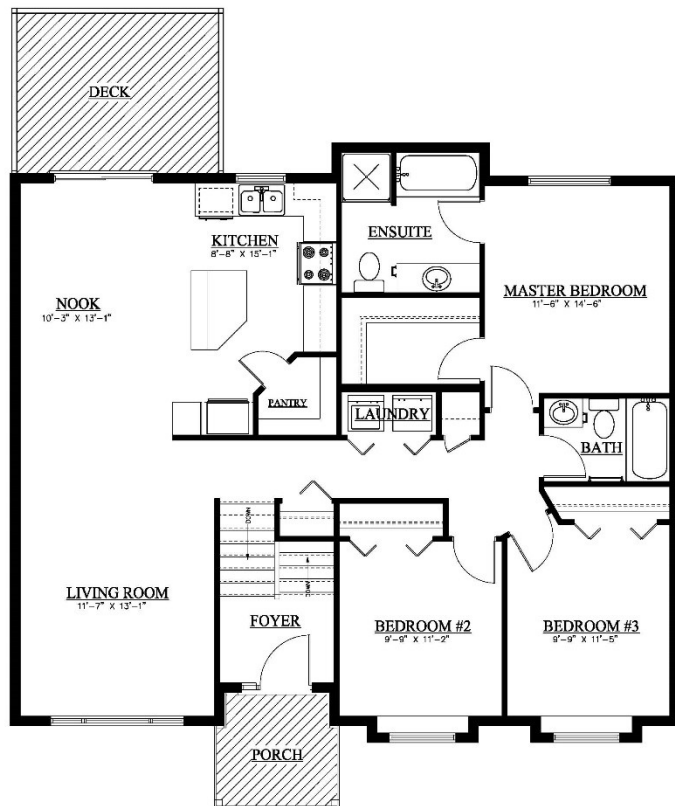 DECK
KITCHEN
8'-8" X 15'-1"
ENSUITE
NOOK
10'-3" X 13'-1"
MASTER BEDROOM
11'-6" X 14'-6"
PANTRY
LAUNDRY
BATH
DOWN
DOWN
LIVING ROOM
11'-7" X 13'-1"
FOYER
BEDROOM #2
9'-9" X 11'-2"
BEDROOM #3
9'-9" X 11'-5"
PORCH